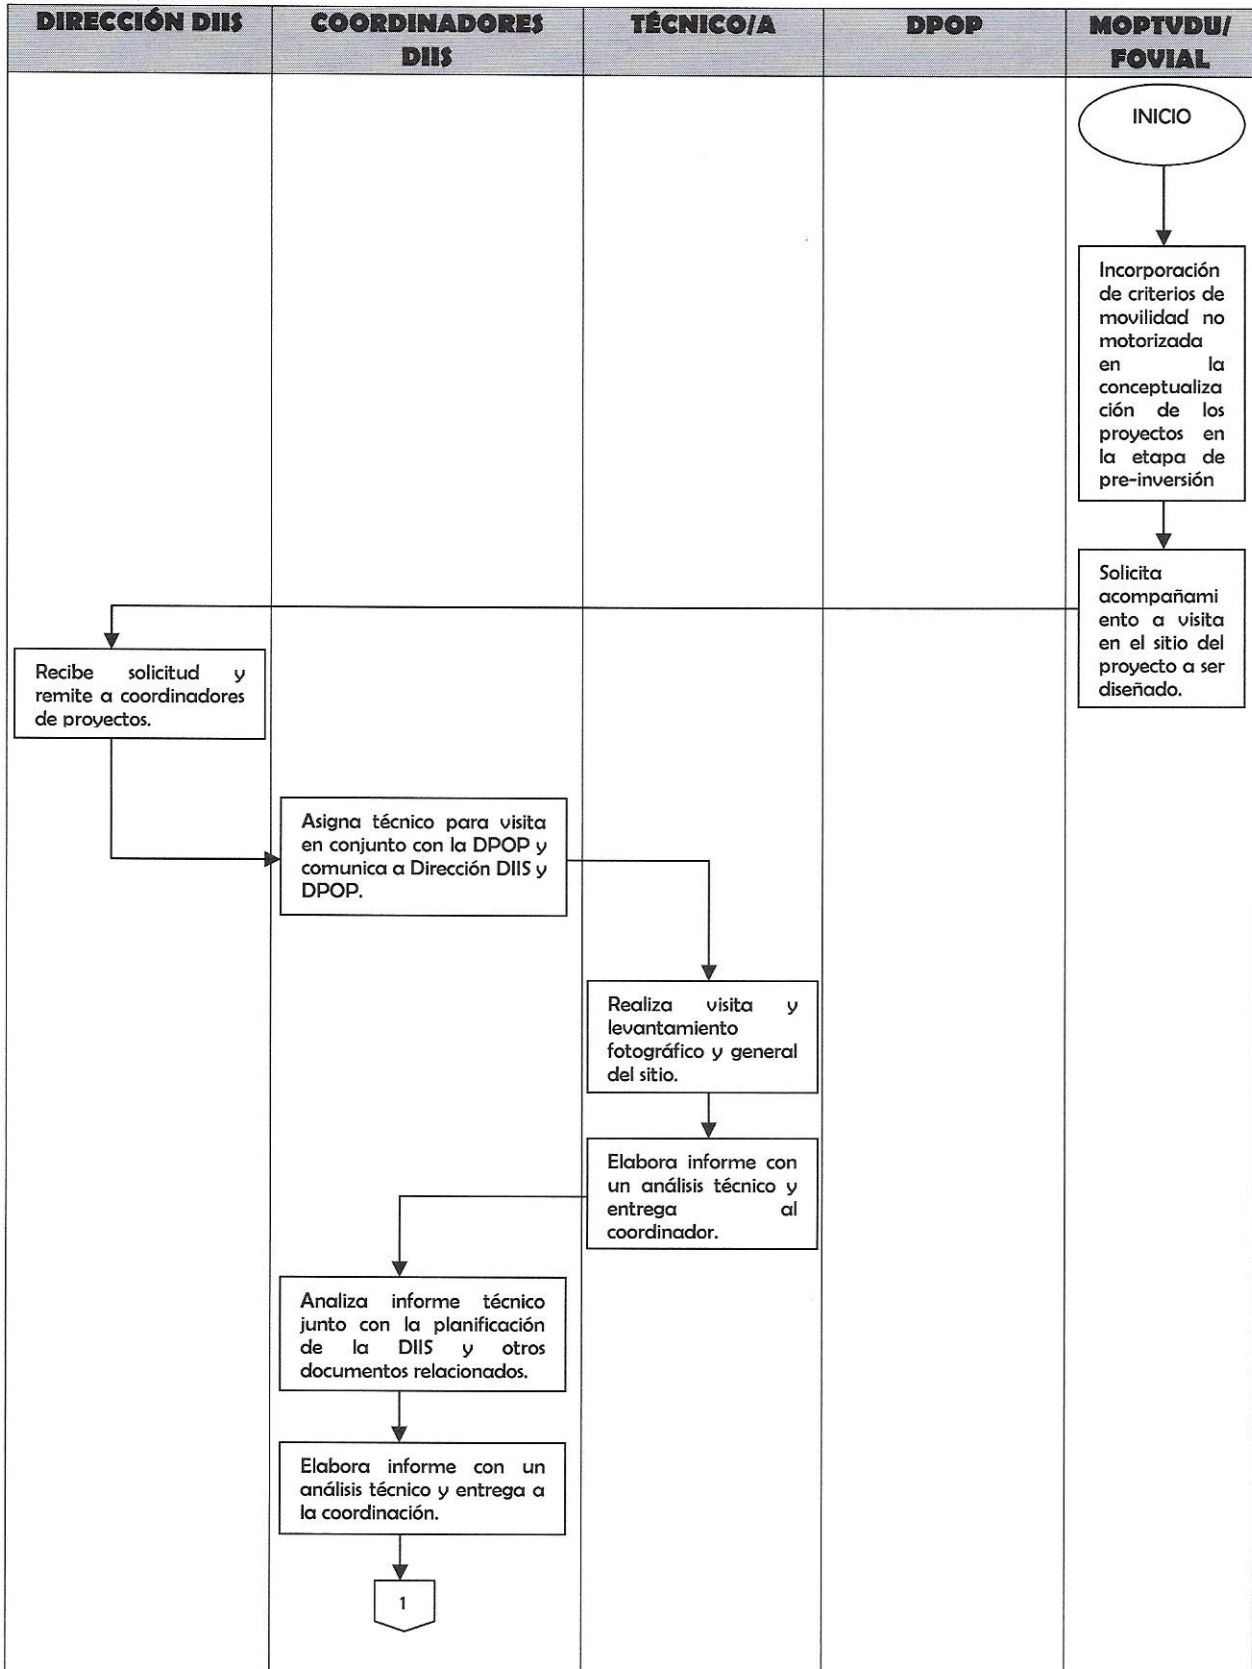 DIRECCIÓN DIIS
COORDINADORES
DIIS
TÉCNICO/A
DPOP
MOPTVDU/
FOVIAL
INICIO
Incorporación
de criterios de
movilidad no
motorizada
en la
conceptualiza
ción de los
proyectos en
la etapa de
pre-inversión
Solicita
acompañami
ento a visita
en el sitio del
proyecto a ser
diseñado.
Recibe solicitud y
remite a coordinadores
de proyectos.
Asigna técnico para visita
en conjunto con la DPOP y
comunica a Dirección DIIS y
DPOP.
Realiza visita y
levantamiento
fotográfico y general
del sitio.
Elabora informe con
un análisis técnico y
entrega al
coordinador.
Analiza informe técnico
junto con la planificación
de la DIIS y otros
documentos relacionados.
Elabora informe con un
análisis técnico y entrega a
la coordinación.
1